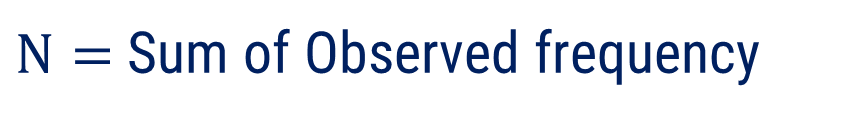 N = Sum of Observed frequency